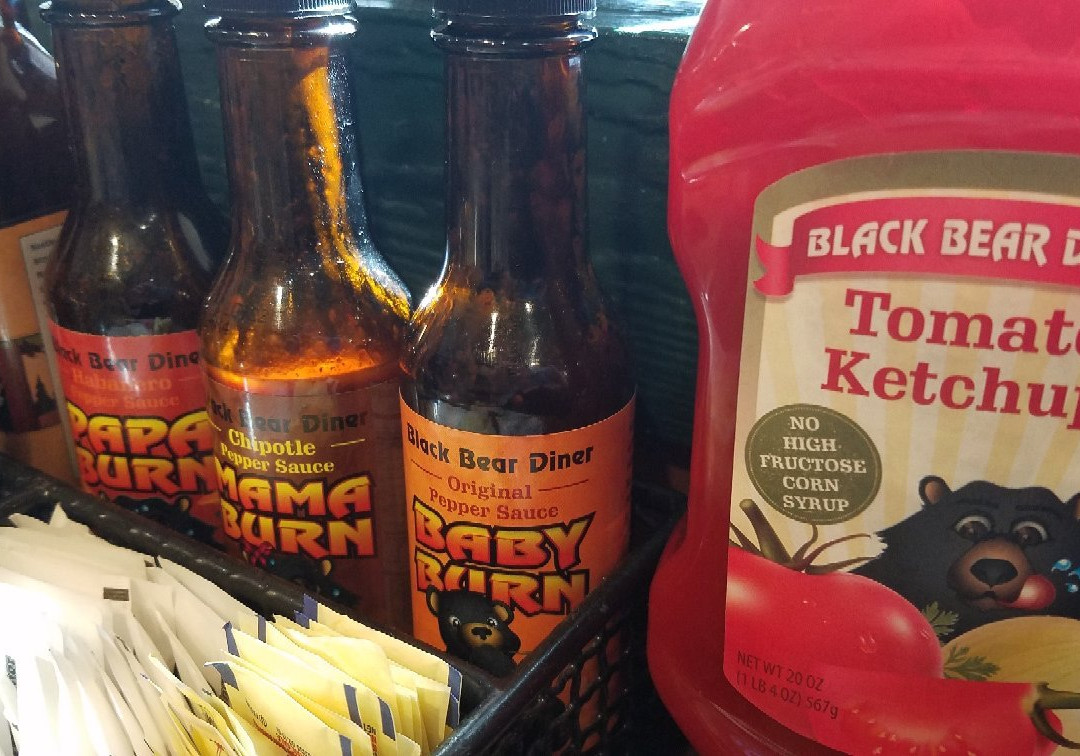 Black Bear Diner
Habanero
Pepper Sauce
PAPA
BURN
Black Bear Diner
Chipotle
Pepper Sauce
MAMA
BURN
Black Bear Diner
Original
Pepper Sauce
BABY
BURN
BLACK BEAR D
Tomato
Ketchup
NO
HIGH-
FRUCTOSE
CORN
SYRUP
NET WT 20 OZ
(1 LB 4 OZ) 567g